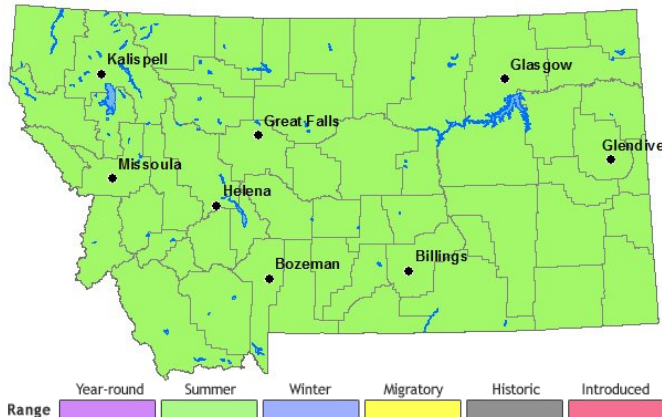 Kalispell
Glasgow
Great Falls
Glendive
Missoula
Helena
Bozeman
Billings
Year-round Summer Winter Migratory Historic Introduced
Range